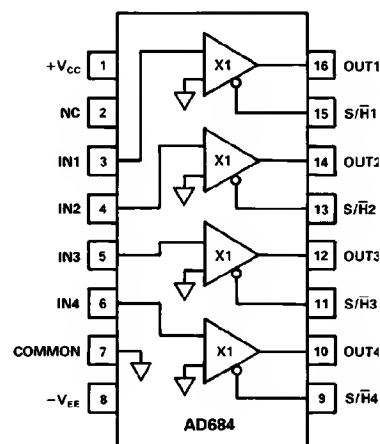 +VCC 1 X1 16 OUT1
NC 2 15 S/H̅1
IN1 3 X1 14 OUT2
IN2 4 13 S/H̅2
IN3 5 X1 12 OUT3
IN4 6 11 S/H̅3
COMMON 7 X1 10 OUT4
−VEE 8 9 S/H̅4
AD684